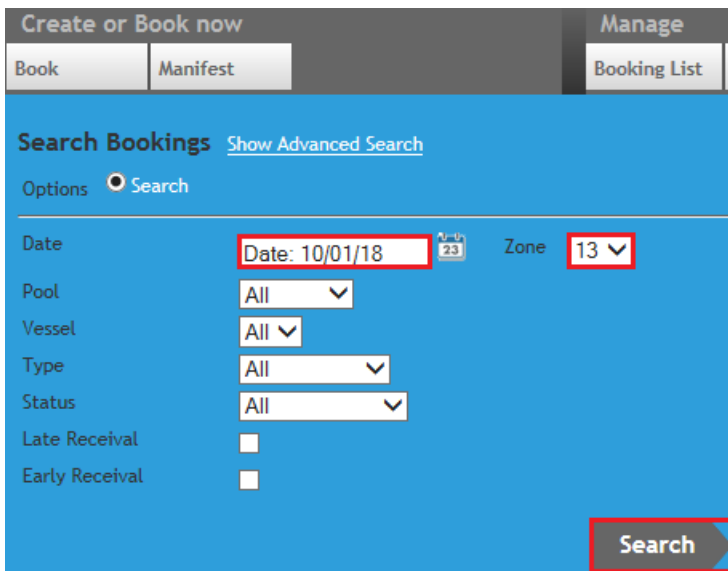 Create or Book now
Manage
Book
Manifest
Booking List
Search Bookings Show Advanced Search
Options Search
Date Date: 10/01/18 23 Zone 13
Pool All
Vessel All
Type All
Status All
Late Receival
Early Receival
Search